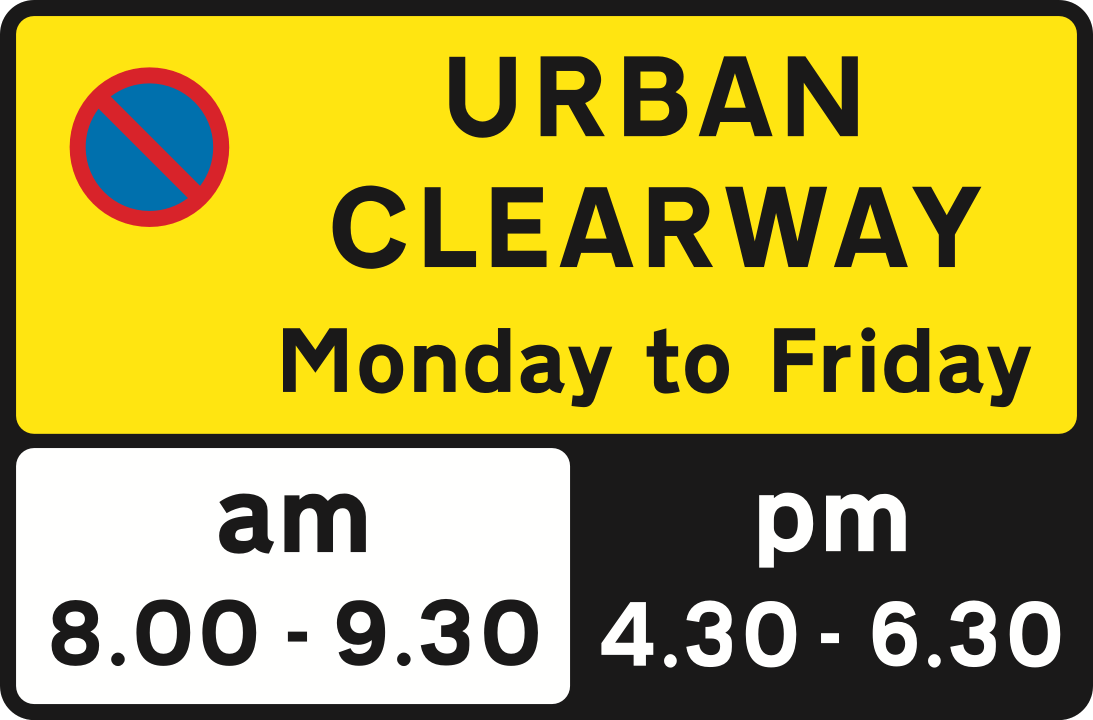 URBAN
CLEARWAY
Monday to Friday
am
8.00 - 9.30
pm
4.30 - 6.30